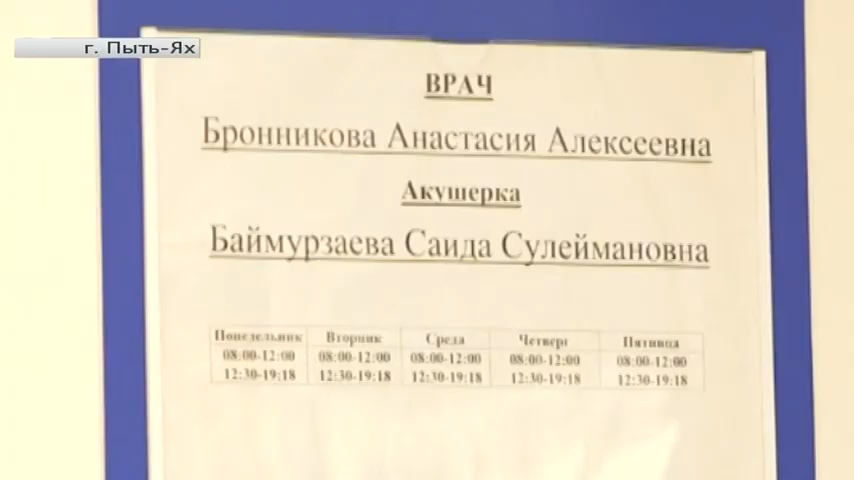 г. Пыть-Ях
ВРАЧ
Бронникова Анастасия Алексеевна
Акушерка
Баймурзаева Саида Сулеймановна
Понедельник Вторник Среда Четверг Пятница
08:00-12:00 08:00-12:00 08:00-12:00 08:00-12:00 08:00-12:00
12:30-19:18 12:30-19:18 12:30-19:18 12:30-19:18 12:30-19:18